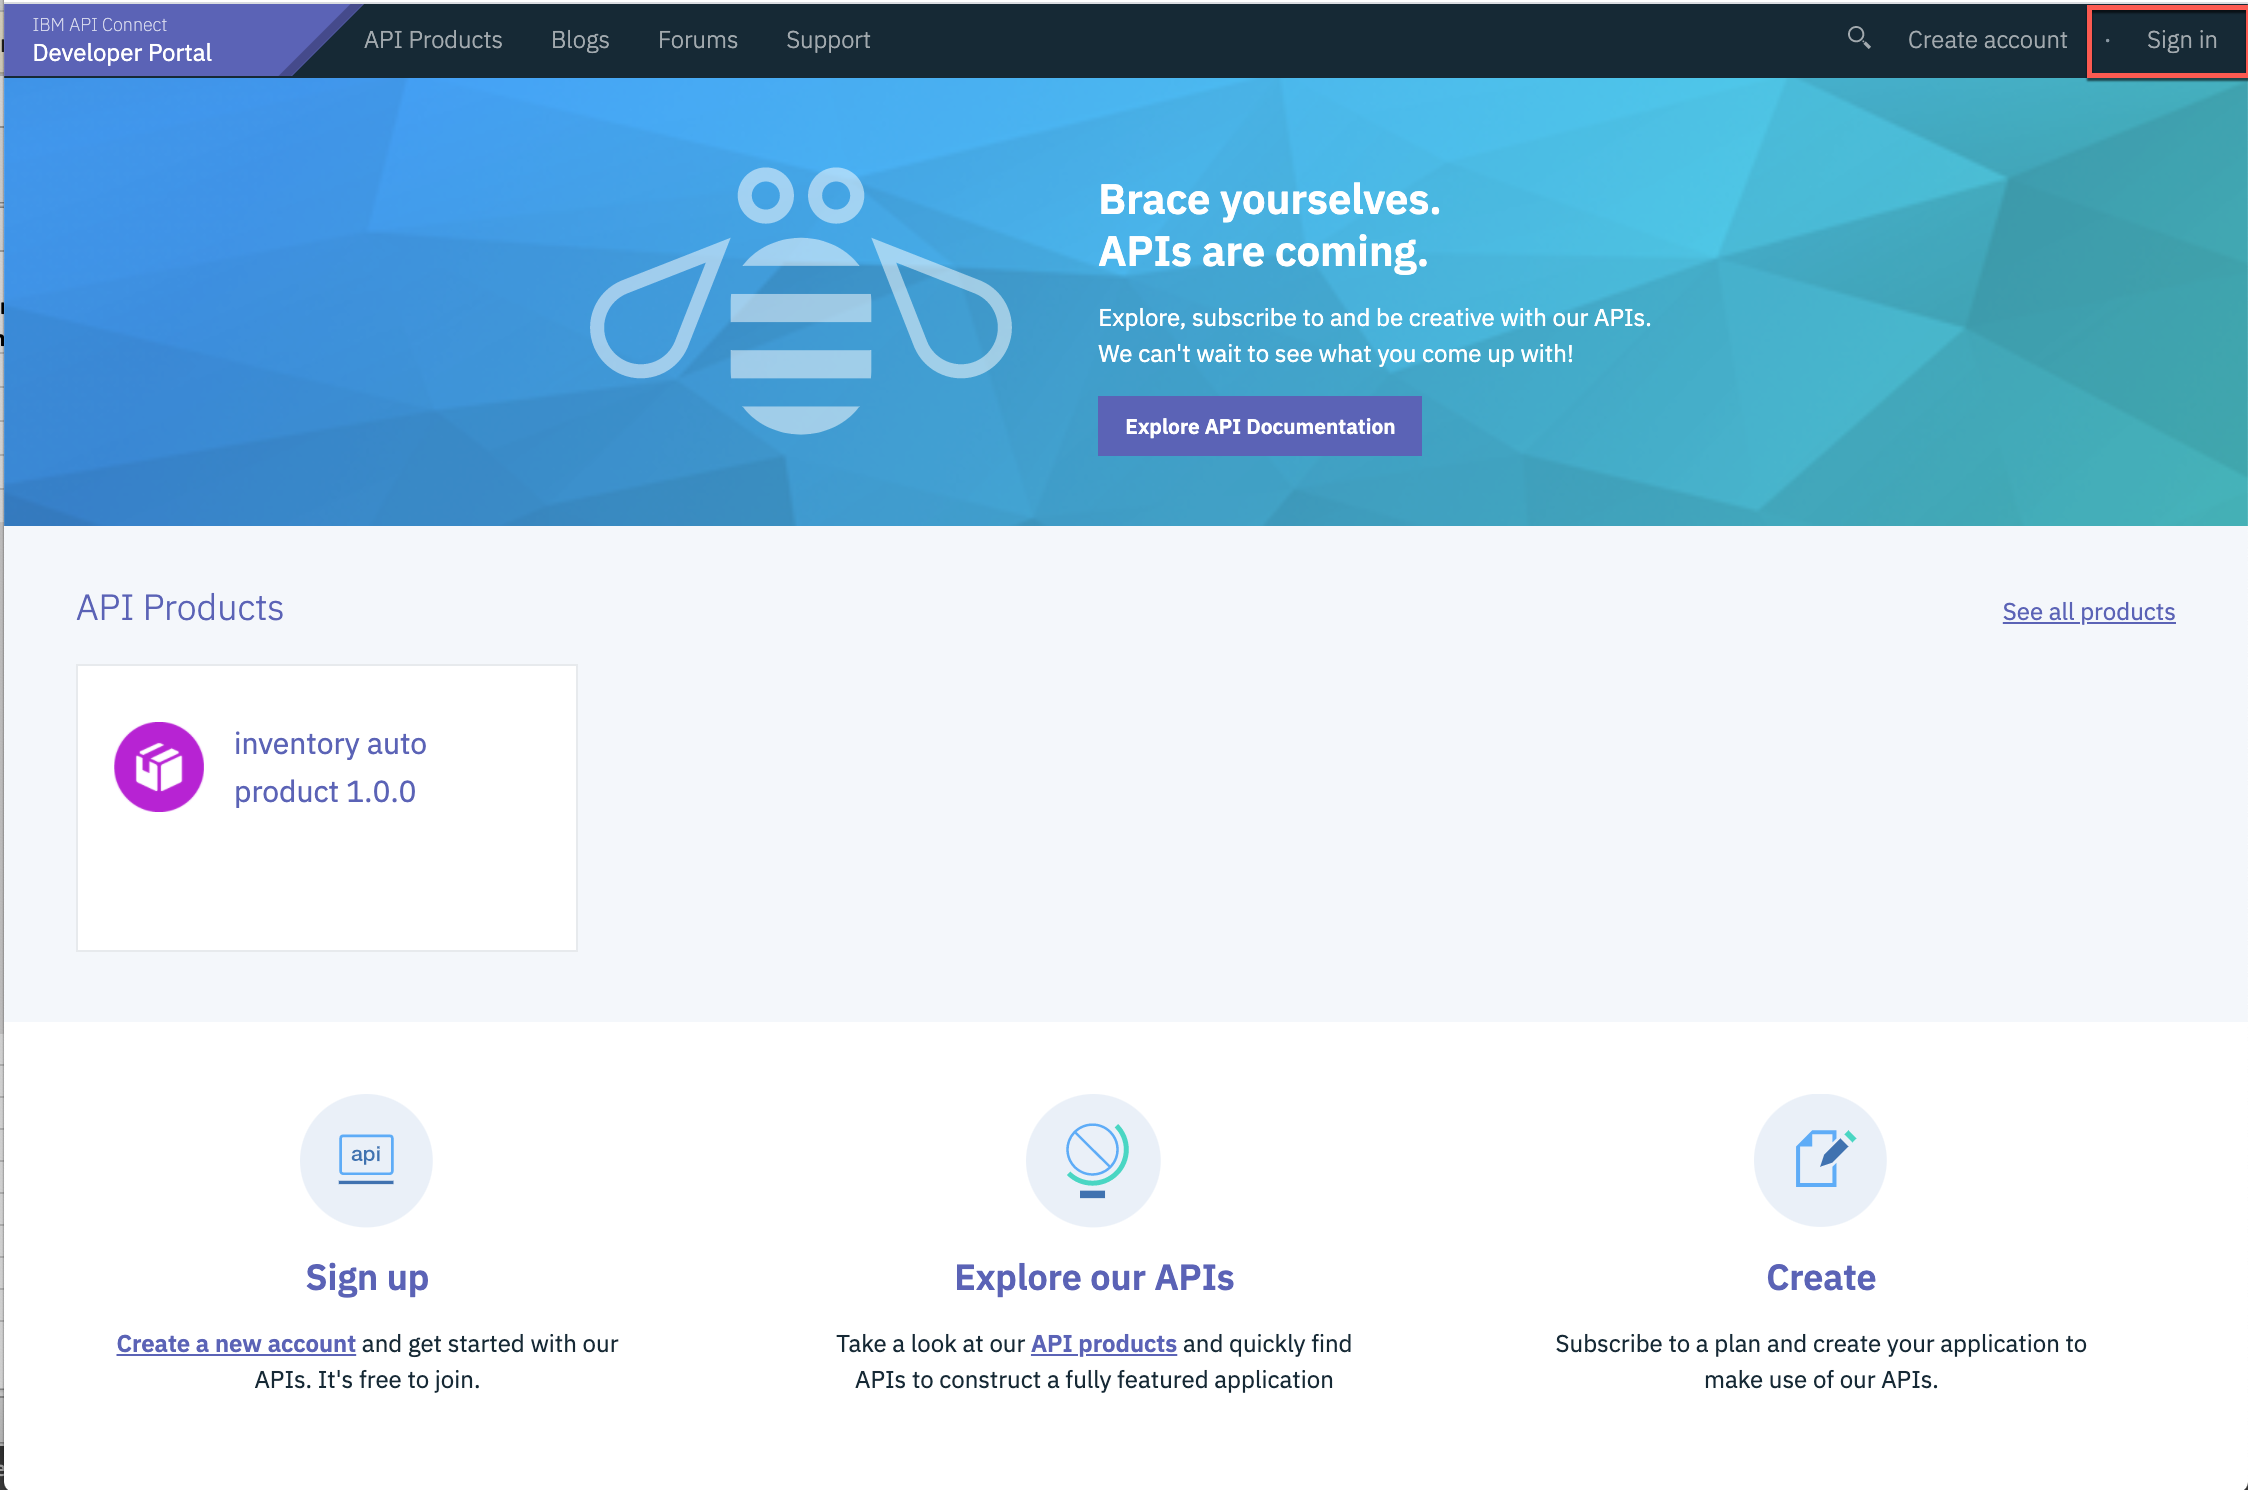 IBM API Connect
Developer Portal
API Products
Blogs
Forums
Support
Create account
·
Sign in
Brace yourselves.
APIs are coming.
Explore, subscribe to and be creative with our APIs.
We can't wait to see what you come up with!
Explore API Documentation
API Products
See all products
inventory auto
product 1.0.0
api
Sign up
Create a new account and get started with our
APIs. It's free to join.
Explore our APIs
Take a look at our API products and quickly find
APIs to construct a fully featured application
Create
Subscribe to a plan and create your application to
make use of our APIs.